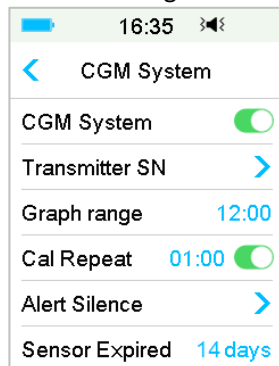 16:35
CGM System
CGM System
Transmitter SN
Graph range 12:00
Cal Repeat 01:00
Alert Silence
Sensor Expired 14 days